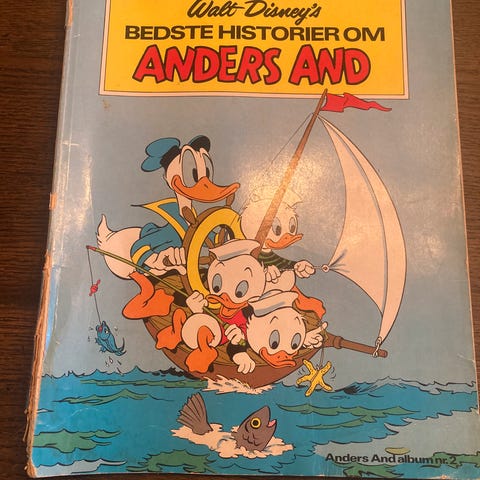 Walt Disney's
BEDSTE HISTORIER OM
ANDERS AND
Anders And album nr. 2